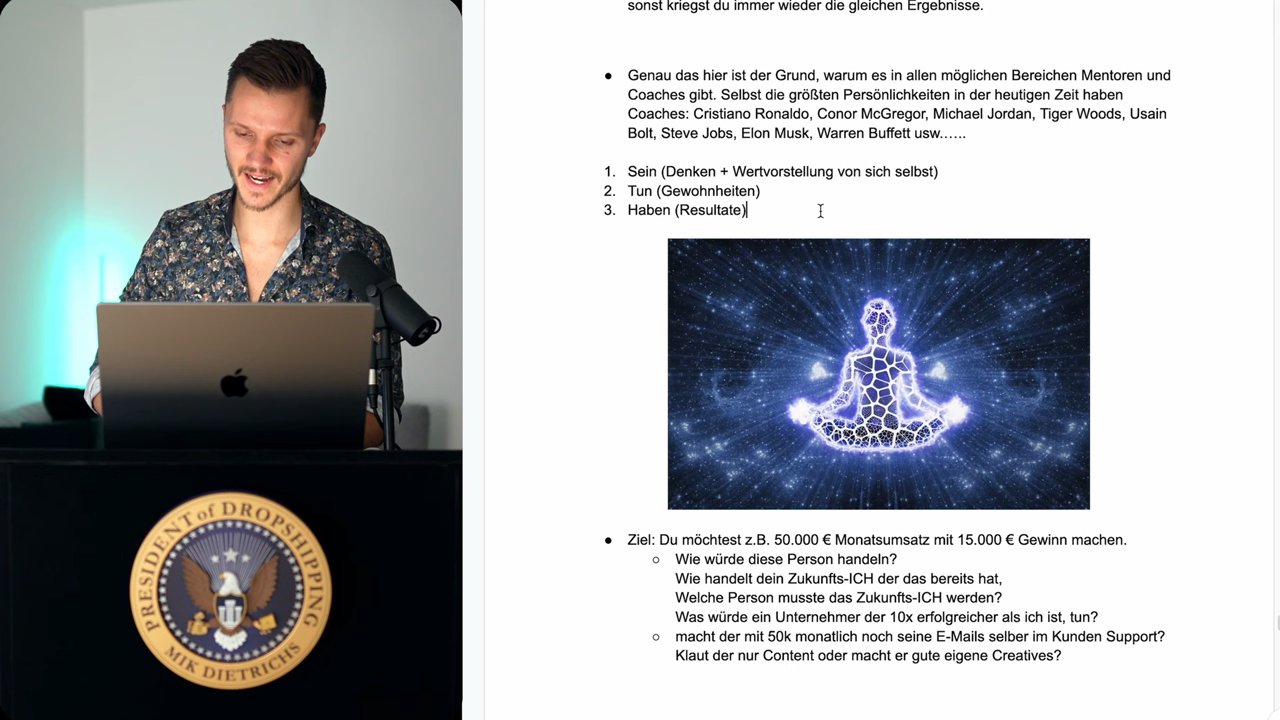 sonst kriegst du immer wieder die gleichen Ergebnisse.
● Genau das hier ist der Grund, warum es in allen möglichen Bereichen Mentoren und
Coaches gibt. Selbst die größten Persönlichkeiten in der heutigen Zeit haben
Coaches: Cristiano Ronaldo, Conor McGregor, Michael Jordan, Tiger Woods, Usain
Bolt, Steve Jobs, Elon Musk, Warren Buffett usw……
1. Sein (Denken + Wertvorstellung von sich selbst)
2. Tun (Gewohnheiten)
3. Haben (Resultate)
● Ziel: Du möchtest z.B. 50.000 € Monatsumsatz mit 15.000 € Gewinn machen.
○ Wie würde diese Person handeln?
Wie handelt dein Zukunfts-ICH der das bereits hat,
Welche Person musste das Zukunfts-ICH werden?
Was würde ein Unternehmer der 10x erfolgreicher als ich ist, tun?
○ macht der mit 50k monatlich noch seine E-Mails selber im Kunden Support?
Klaut der nur Content oder macht er gute eigene Creatives?
PRESIDENT of DROPSHIPPING
MIK DIETRICHS